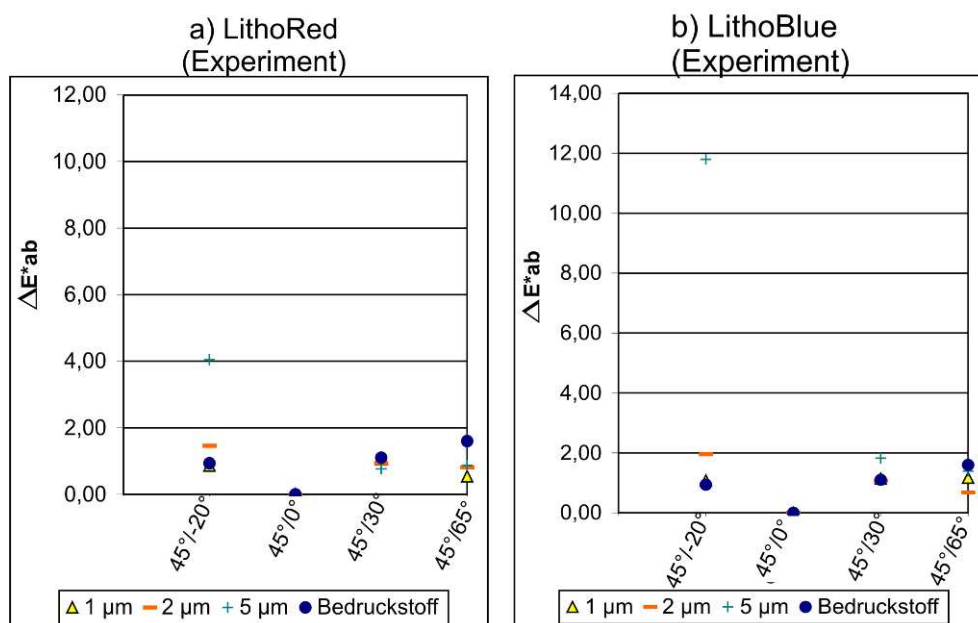 a) LithoRed
(Experiment)
12,00
10,00
8,00
6,00
4,00
2,00
0,00
ΔE*ab
45°/-20°
45°/0°
45°/30°
45°/65°
1 µm
2 µm
5 µm
Bedruckstoff
b) LithoBlue
(Experiment)
14,00
12,00
10,00
8,00
6,00
4,00
2,00
0,00
ΔE*ab
45°/-20°
45°/0°
45°/30°
45°/65°
1 µm
2 µm
5 µm
Bedruckstoff